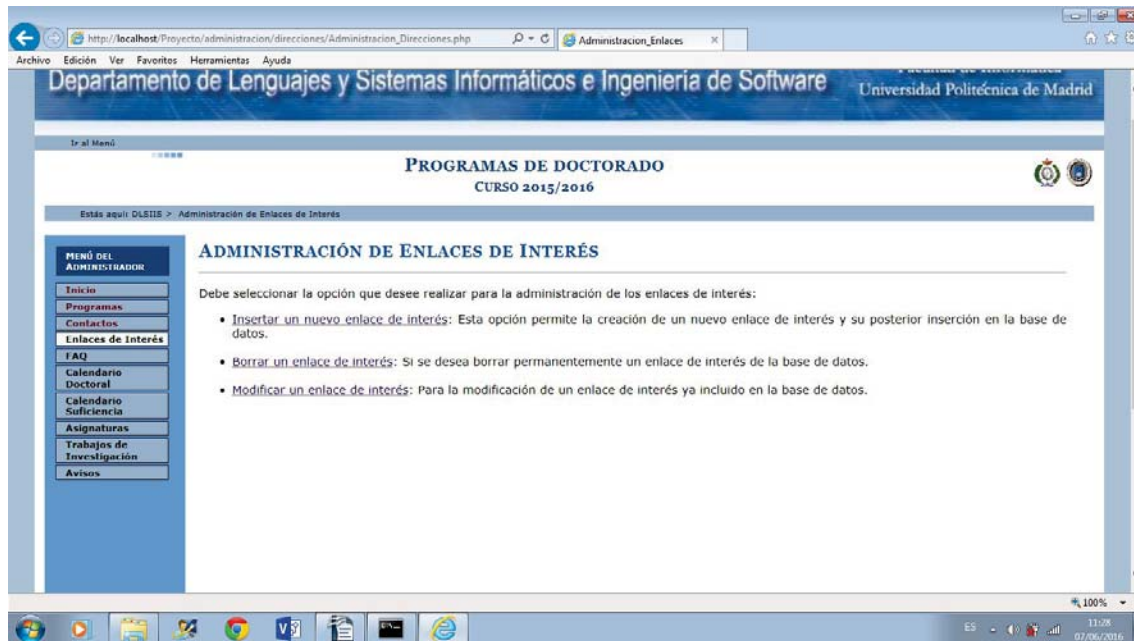 http://localhost/Proyecto/administracion/direcciones/Administracion_Direcciones.php
Administracion_Enlaces
Archivo Edición Ver Favoritos Herramientas Ayuda
Departamento de Lenguajes y Sistemas Informáticos e Ingeniería de Software
Facultad de Informática
Universidad Politécnica de Madrid
Ir al Menú
PROGRAMAS DE DOCTORADO
CURSO 2015/2016
Estás aquí: DLSIIS > Administración de Enlaces de Interés
MENÚ DEL
ADMINISTRADOR
Inicio
Programas
Contactos
Enlaces de Interés
FAQ
Calendario
Doctoral
Calendario
Suficiencia
Asignaturas
Trabajos de
Investigación
Avisos
ADMINISTRACIÓN DE ENLACES DE INTERÉS
Debe seleccionar la opción que desee realizar para la administración de los enlaces de interés:
• Insertar un nuevo enlace de interés: Esta opción permite la creación de un nuevo enlace de interés y su posterior inserción en la base de
datos.
• Borrar un enlace de interés: Si se desea borrar permanentemente un enlace de interés de la base de datos.
• Modificar un enlace de interés: Para la modificación de un enlace de interés ya incluido en la base de datos.
100%
ES
11:28
07/06/2016